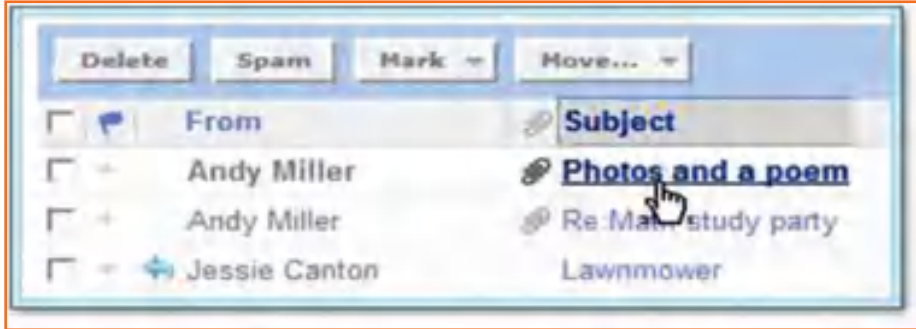 Delete Spam Mark Move...
From Subject
Andy Miller Photos and a poem
Andy Miller Re Math study party
Jessie Canton Lawnmower